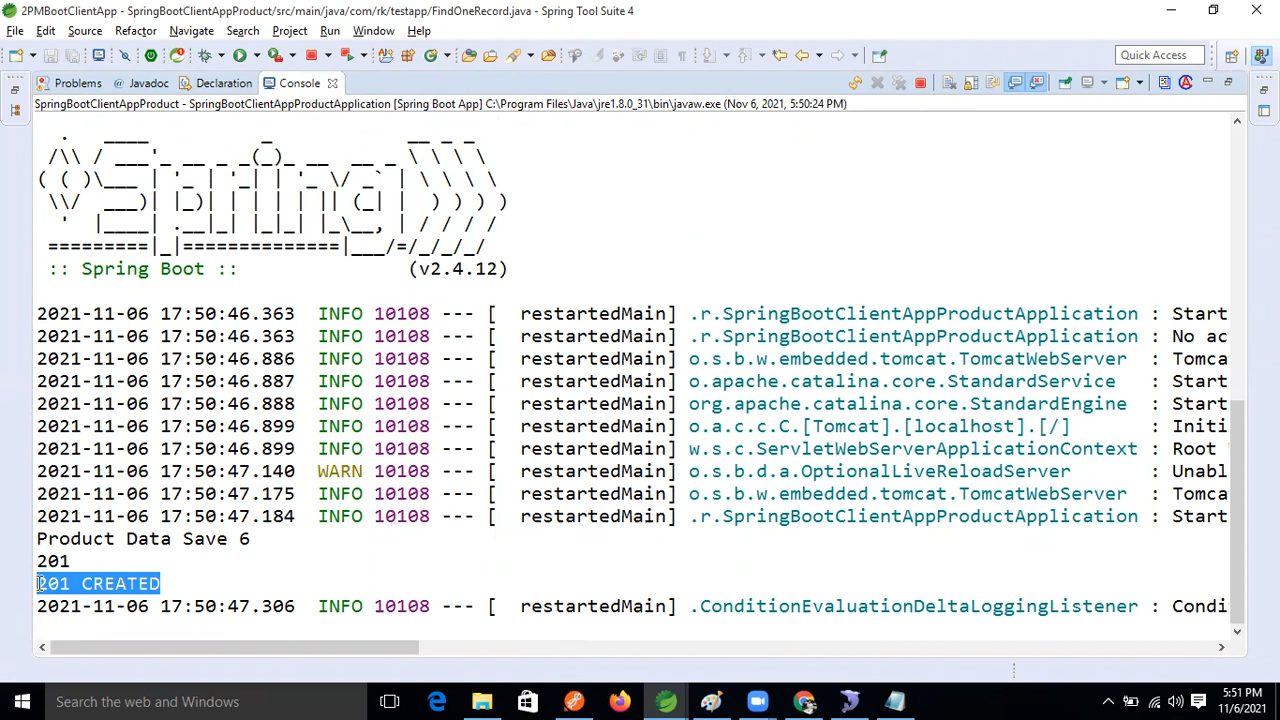 2PMBootClientApp - SpringBootClientAppProduct/src/main/java/com/rk/testapp/FindOneRecord.java - Spring Tool Suite 4
File Edit Source Refactor Navigate Search Project Run Window Help
Quick Access
Problems Javadoc Declaration Console
SpringBootClientAppProduct - SpringBootClientAppProductApplication [Spring Boot App] C:\Program Files\Java\jre1.8.0_31\bin\javaw.exe (Nov 6, 2021, 5:50:24 PM)
Spring
:: Spring Boot :: (v2.4.12)
2021-11-06 17:50:46.363 INFO 10108 --- [ restartedMain] .r.SpringBootClientAppProductApplication : Start
2021-11-06 17:50:46.363 INFO 10108 --- [ restartedMain] .r.SpringBootClientAppProductApplication : No ac
2021-11-06 17:50:46.886 INFO 10108 --- [ restartedMain] o.s.b.w.embedded.tomcat.TomcatWebServer : Tomca
2021-11-06 17:50:46.887 INFO 10108 --- [ restartedMain] o.apache.catalina.core.StandardService : Start
2021-11-06 17:50:46.888 INFO 10108 --- [ restartedMain] org.apache.catalina.core.StandardEngine : Start
2021-11-06 17:50:46.899 INFO 10108 --- [ restartedMain] o.a.c.c.C.[Tomcat].[localhost].[/] : Initi
2021-11-06 17:50:46.899 INFO 10108 --- [ restartedMain] w.s.c.ServletWebServerApplicationContext : Root
2021-11-06 17:50:47.140 WARN 10108 --- [ restartedMain] o.s.b.d.a.OptionalLiveReloadServer : Unabl
2021-11-06 17:50:47.175 INFO 10108 --- [ restartedMain] o.s.b.w.embedded.tomcat.TomcatWebServer : Tomca
2021-11-06 17:50:47.184 INFO 10108 --- [ restartedMain] .r.SpringBootClientAppProductApplication : Start
Product Data Save 6
201
201 CREATED
2021-11-06 17:50:47.306 INFO 10108 --- [ restartedMain] .ConditionEvaluationDeltaLoggingListener : Condi
Search the web and Windows
5:51 PM
11/6/2021